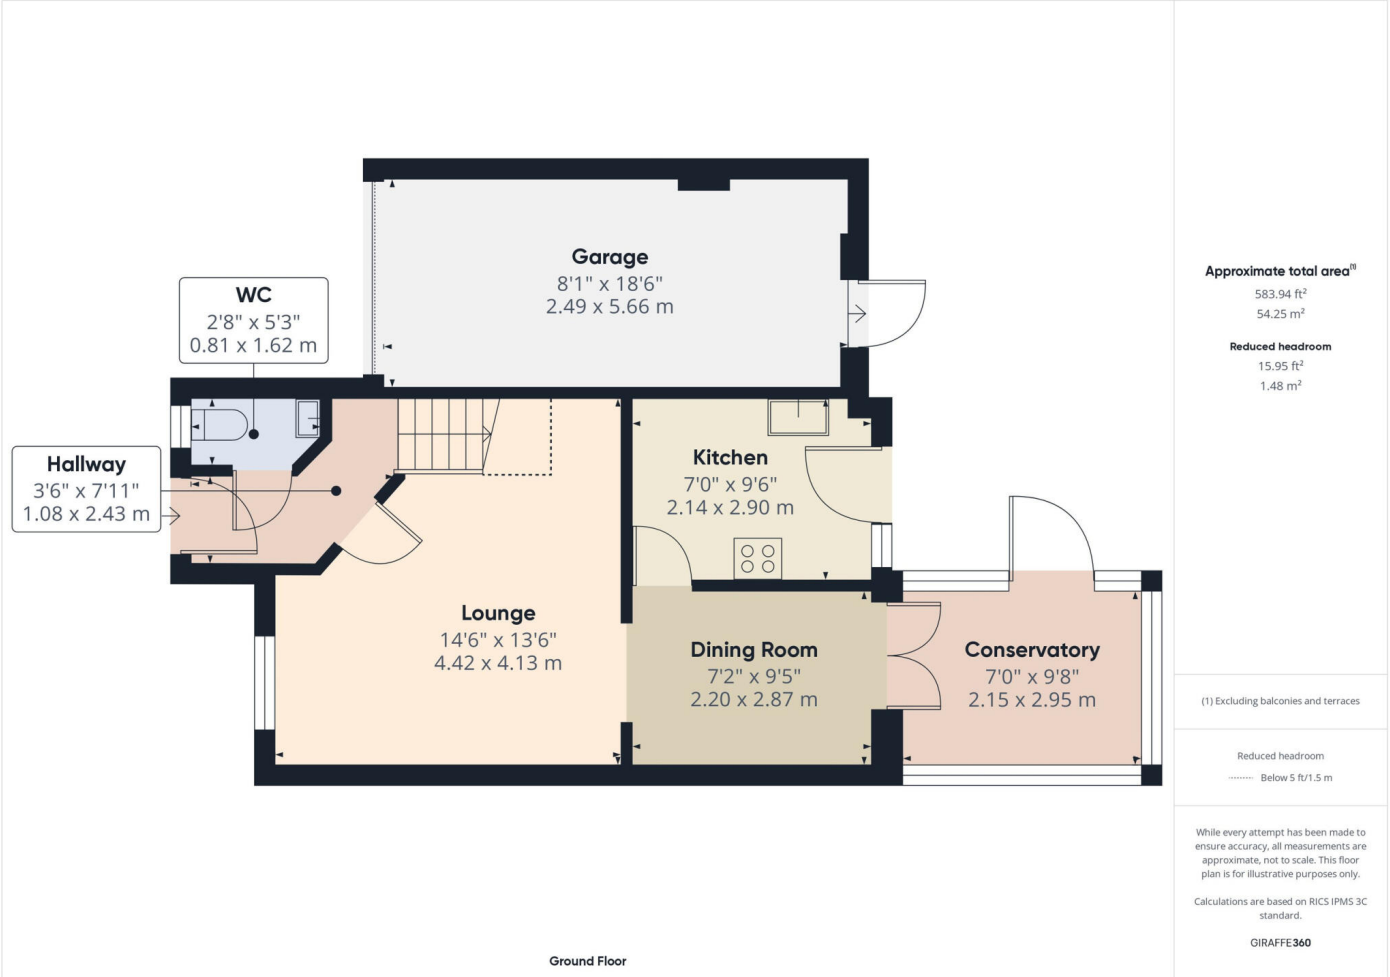 Garage
8'1" x 18'6"
2.49 x 5.66 m
WC
2'8" x 5'3"
0.81 x 1.62 m
Hallway
3'6" x 7'11"
1.08 x 2.43 m
Kitchen
7'0" x 9'6"
2.14 x 2.90 m
Lounge
14'6" x 13'6"
4.42 x 4.13 m
Dining Room
7'2" x 9'5"
2.20 x 2.87 m
Conservatory
7'0" x 9'8"
2.15 x 2.95 m
Ground Floor
Approximate total area⁽¹⁾
583.94 ft²
54.25 m²
Reduced headroom
15.95 ft²
1.48 m²
(1) Excluding balconies and terraces
Reduced headroom
Below 5 ft/1.5 m
While every attempt has been made to
ensure accuracy, all measurements are
approximate, not to scale. This floor
plan is for illustrative purposes only.
Calculations are based on RICS IPMS 3C
standard.
GIRAFFE360